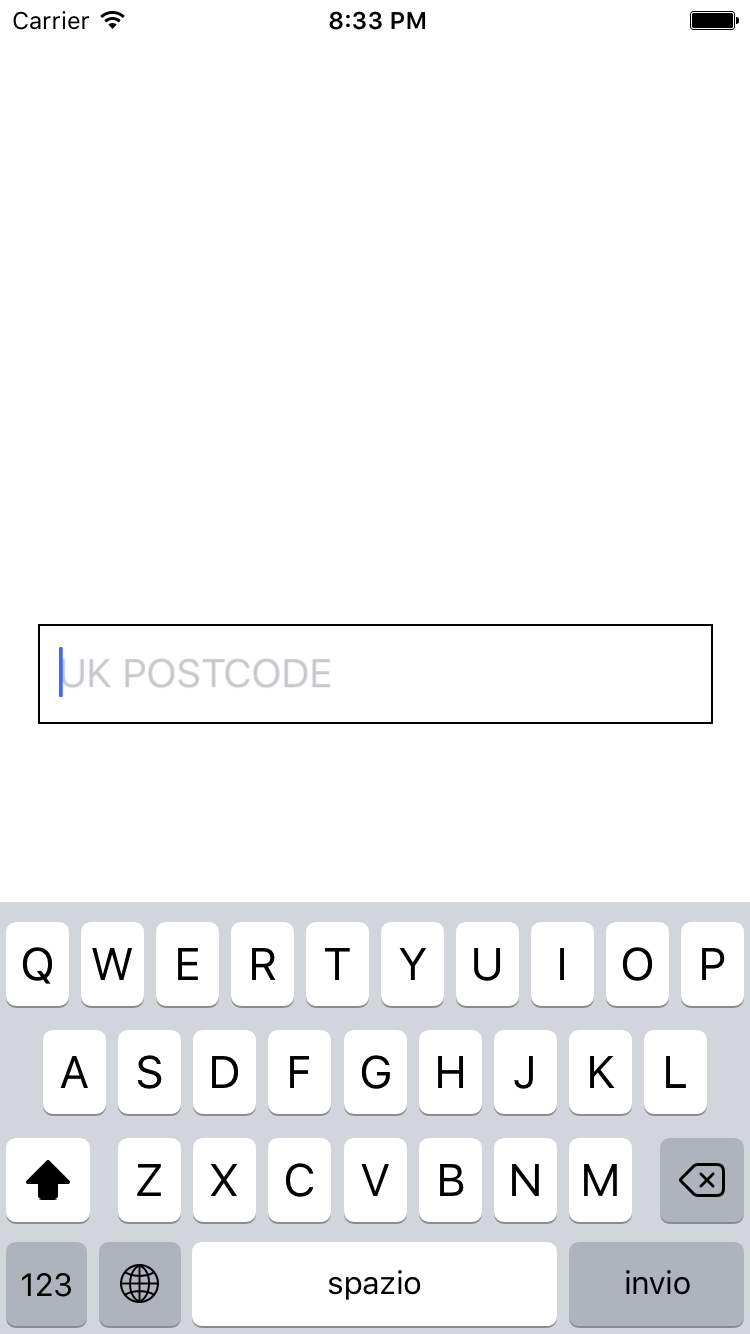 Carrier 8:33 PM
UK POSTCODE
Q W E R T Y U I O P
A S D F G H J K L
Z X C V B N M
123 spazio invio